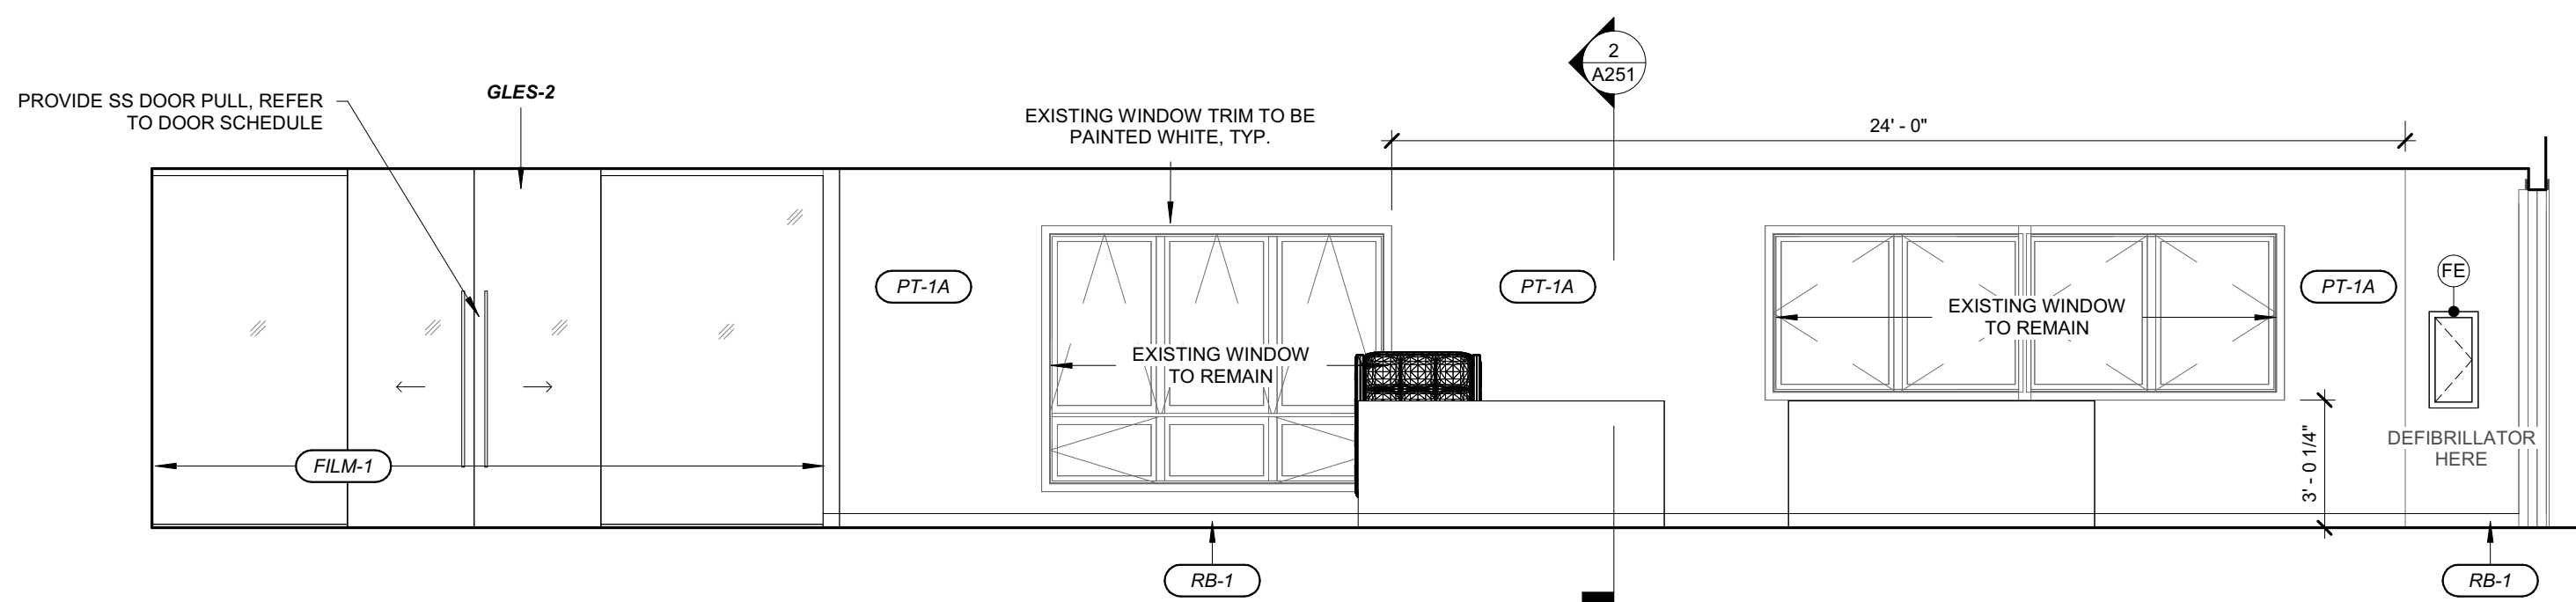 2
A251
PROVIDE SS DOOR PULL, REFER
TO DOOR SCHEDULE
GLES-2
EXISTING WINDOW TRIM TO BE
PAINTED WHITE, TYP.
24' - 0"
PT-1A
PT-1A
PT-1A
FE
EXISTING WINDOW
TO REMAIN
EXISTING WINDOW
TO REMAIN
FILM-1
3' - 0 1/4"
DEFIBRILLATOR
HERE
RB-1
RB-1